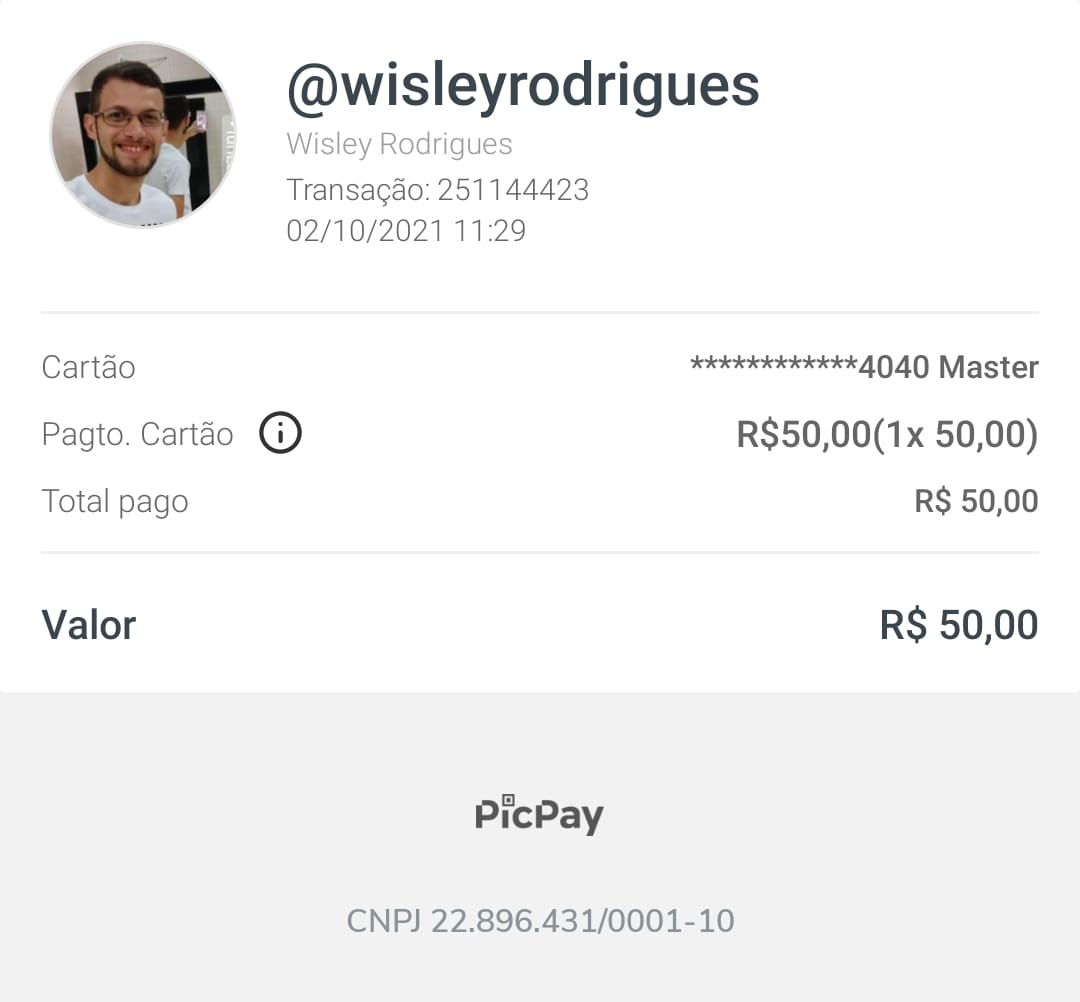 @wisleyrodrigues
Wisley Rodrigues
Transação: 251144423
02/10/2021 11:29
Cartão ************4040 Master
Pagto. Cartão R$50,00(1x 50,00)
Total pago R$ 50,00
Valor R$ 50,00
PicPay
CNPJ 22.896.431/0001-10